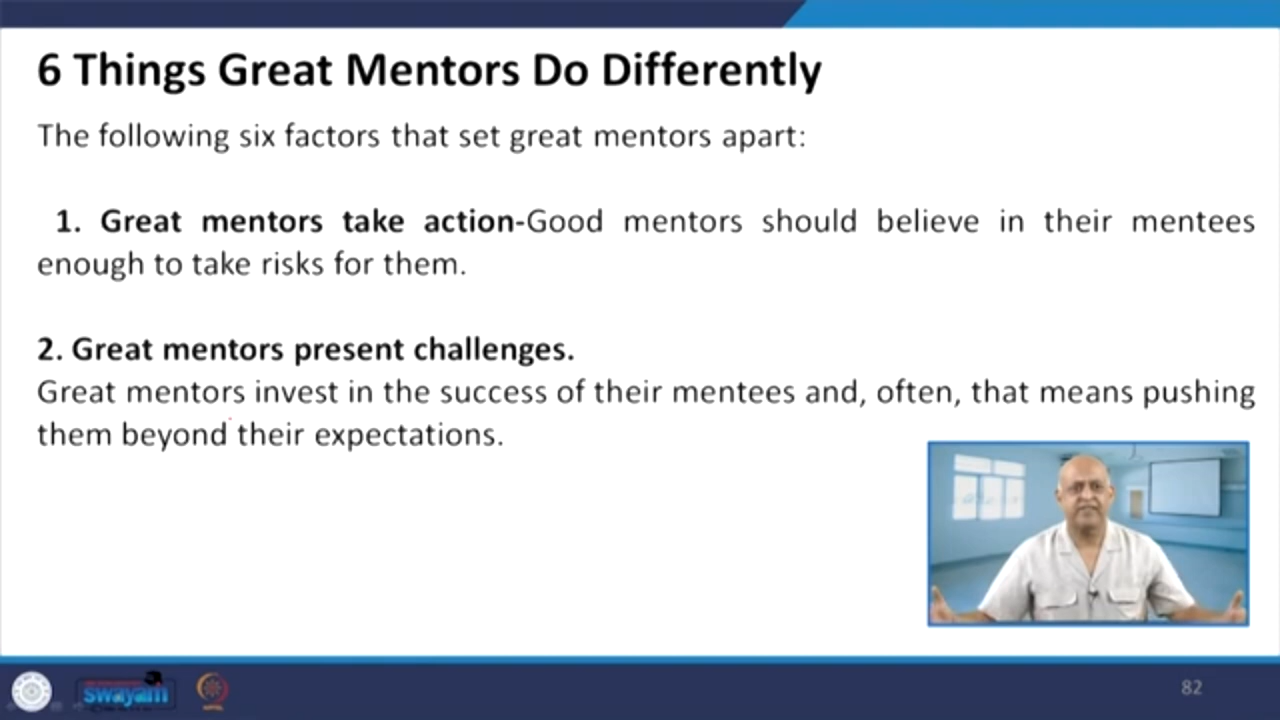 6 Things Great Mentors Do Differently
The following six factors that set great mentors apart:
1. Great mentors take action-Good mentors should believe in their mentees
enough to take risks for them.
2. Great mentors present challenges.
Great mentors invest in the success of their mentees and, often, that means pushing
them beyond their expectations.
swayam
82